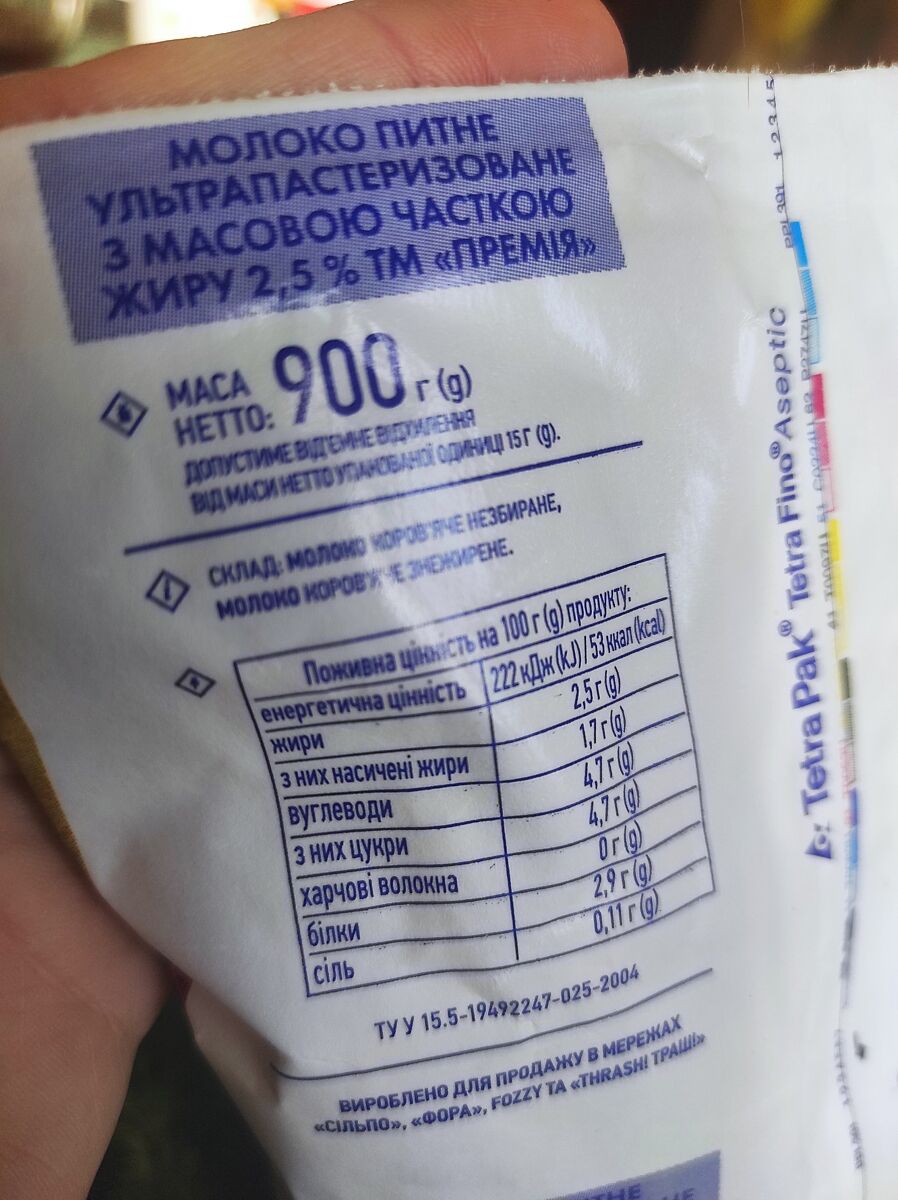 МОЛОКО ПИТНЕ
УЛЬТРАПАСТЕРИЗОВАНЕ
З МАСОВОЮ ЧАСТКОЮ
ЖИРУ 2,5 % ТМ «ПРЕМІЯ»
МАСА
НЕТТО: 900 г (g)
ДОПУСТИМЕ ВІД'ЄМНЕ ВІДХИЛЕННЯ
ВІД МАСИ НЕТТО УПАКОВАНОЇ ОДИНИЦІ 15 Г (g).
СКЛАД: МОЛОКО КОРОВ'ЯЧЕ НЕЗБИРАНЕ,
МОЛОКО КОРОВ'ЯЧЕ ЗНЕЖИРЕНЕ.
Поживна цінність на 100 г (g) продукту:
енергетична цінність 222 кДж (kJ) / 53 ккал (kcal)
жири 2,5 г (g)
з них насичені жири 1,7 г (g)
вуглеводи 4,7 г (g)
з них цукри 4,7 г (g)
харчові волокна 0 г (g)
білки 2,9 г (g)
сіль 0,11 г (g)
ТУ У 15.5-19492247-025-2004
ВИРОБЛЕНО ДЛЯ ПРОДАЖУ В МЕРЕЖАХ
«СІЛЬПО», «ФОРА», FOZZY ТА «THRASH! ТРАШ!»
Tetra Pak® Tetra Fino® Aseptic
12345